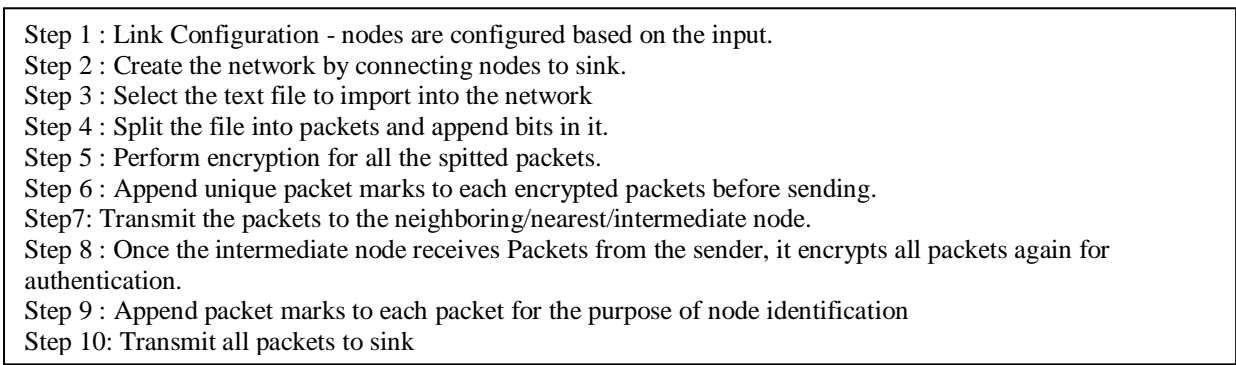 Step 1 : Link Configuration - nodes are configured based on the input.
Step 2 : Create the network by connecting nodes to sink.
Step 3 : Select the text file to import into the network
Step 4 : Split the file into packets and append bits in it.
Step 5 : Perform encryption for all the spitted packets.
Step 6 : Append unique packet marks to each encrypted packets before sending.
Step7: Transmit the packets to the neighboring/nearest/intermediate node.
Step 8 : Once the intermediate node receives Packets from the sender, it encrypts all packets again for
authentication.
Step 9 : Append packet marks to each packet for the purpose of node identification
Step 10: Transmit all packets to sink